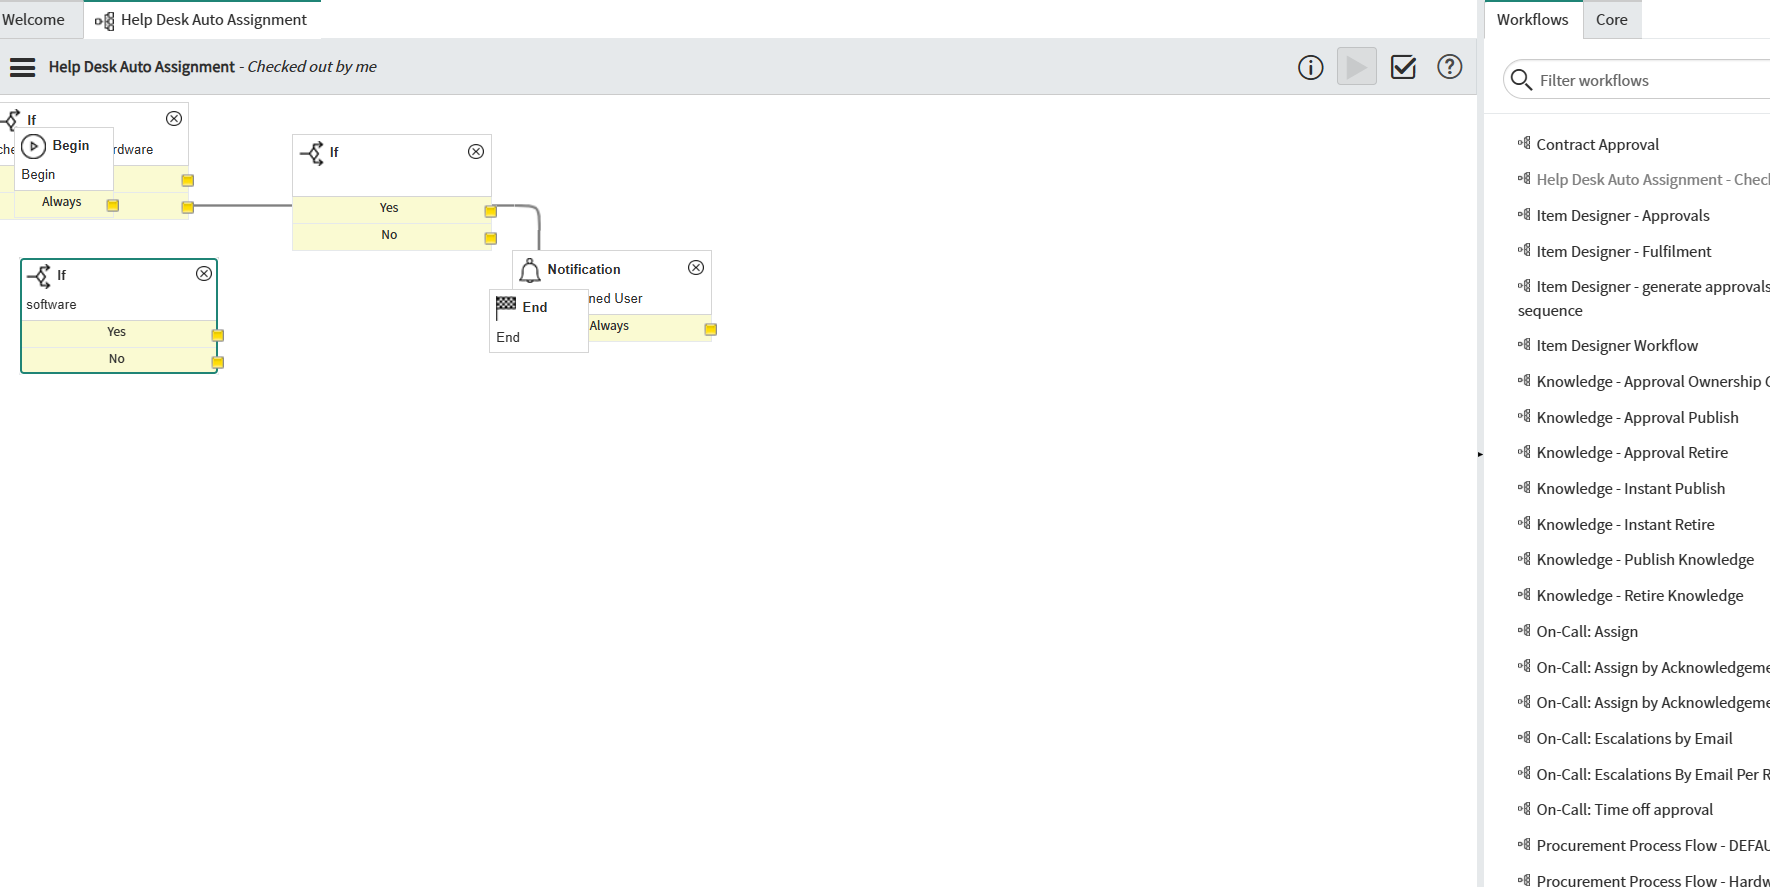 Welcome
Help Desk Auto Assignment
Help Desk Auto Assignment - Checked out by me
If
Begin
rdware
Begin
Always
If
Yes
No
Notification
ned User
End
Always
End
If
software
Yes
No
Workflows
Core
Filter workflows
Contract Approval
Help Desk Auto Assignment - Chec
Item Designer - Approvals
Item Designer - Fulfilment
Item Designer - generate approvals
sequence
Item Designer Workflow
Knowledge - Approval Ownership
Knowledge - Approval Publish
Knowledge - Approval Retire
Knowledge - Instant Publish
Knowledge - Instant Retire
Knowledge - Publish Knowledge
Knowledge - Retire Knowledge
On-Call: Assign
On-Call: Assign by Acknowledgeme
On-Call: Assign by Acknowledgeme
On-Call: Escalations by Email
On-Call: Escalations By Email Per R
On-Call: Time off approval
Procurement Process Flow - DEFAU
Procurement Process Flow - Hardw